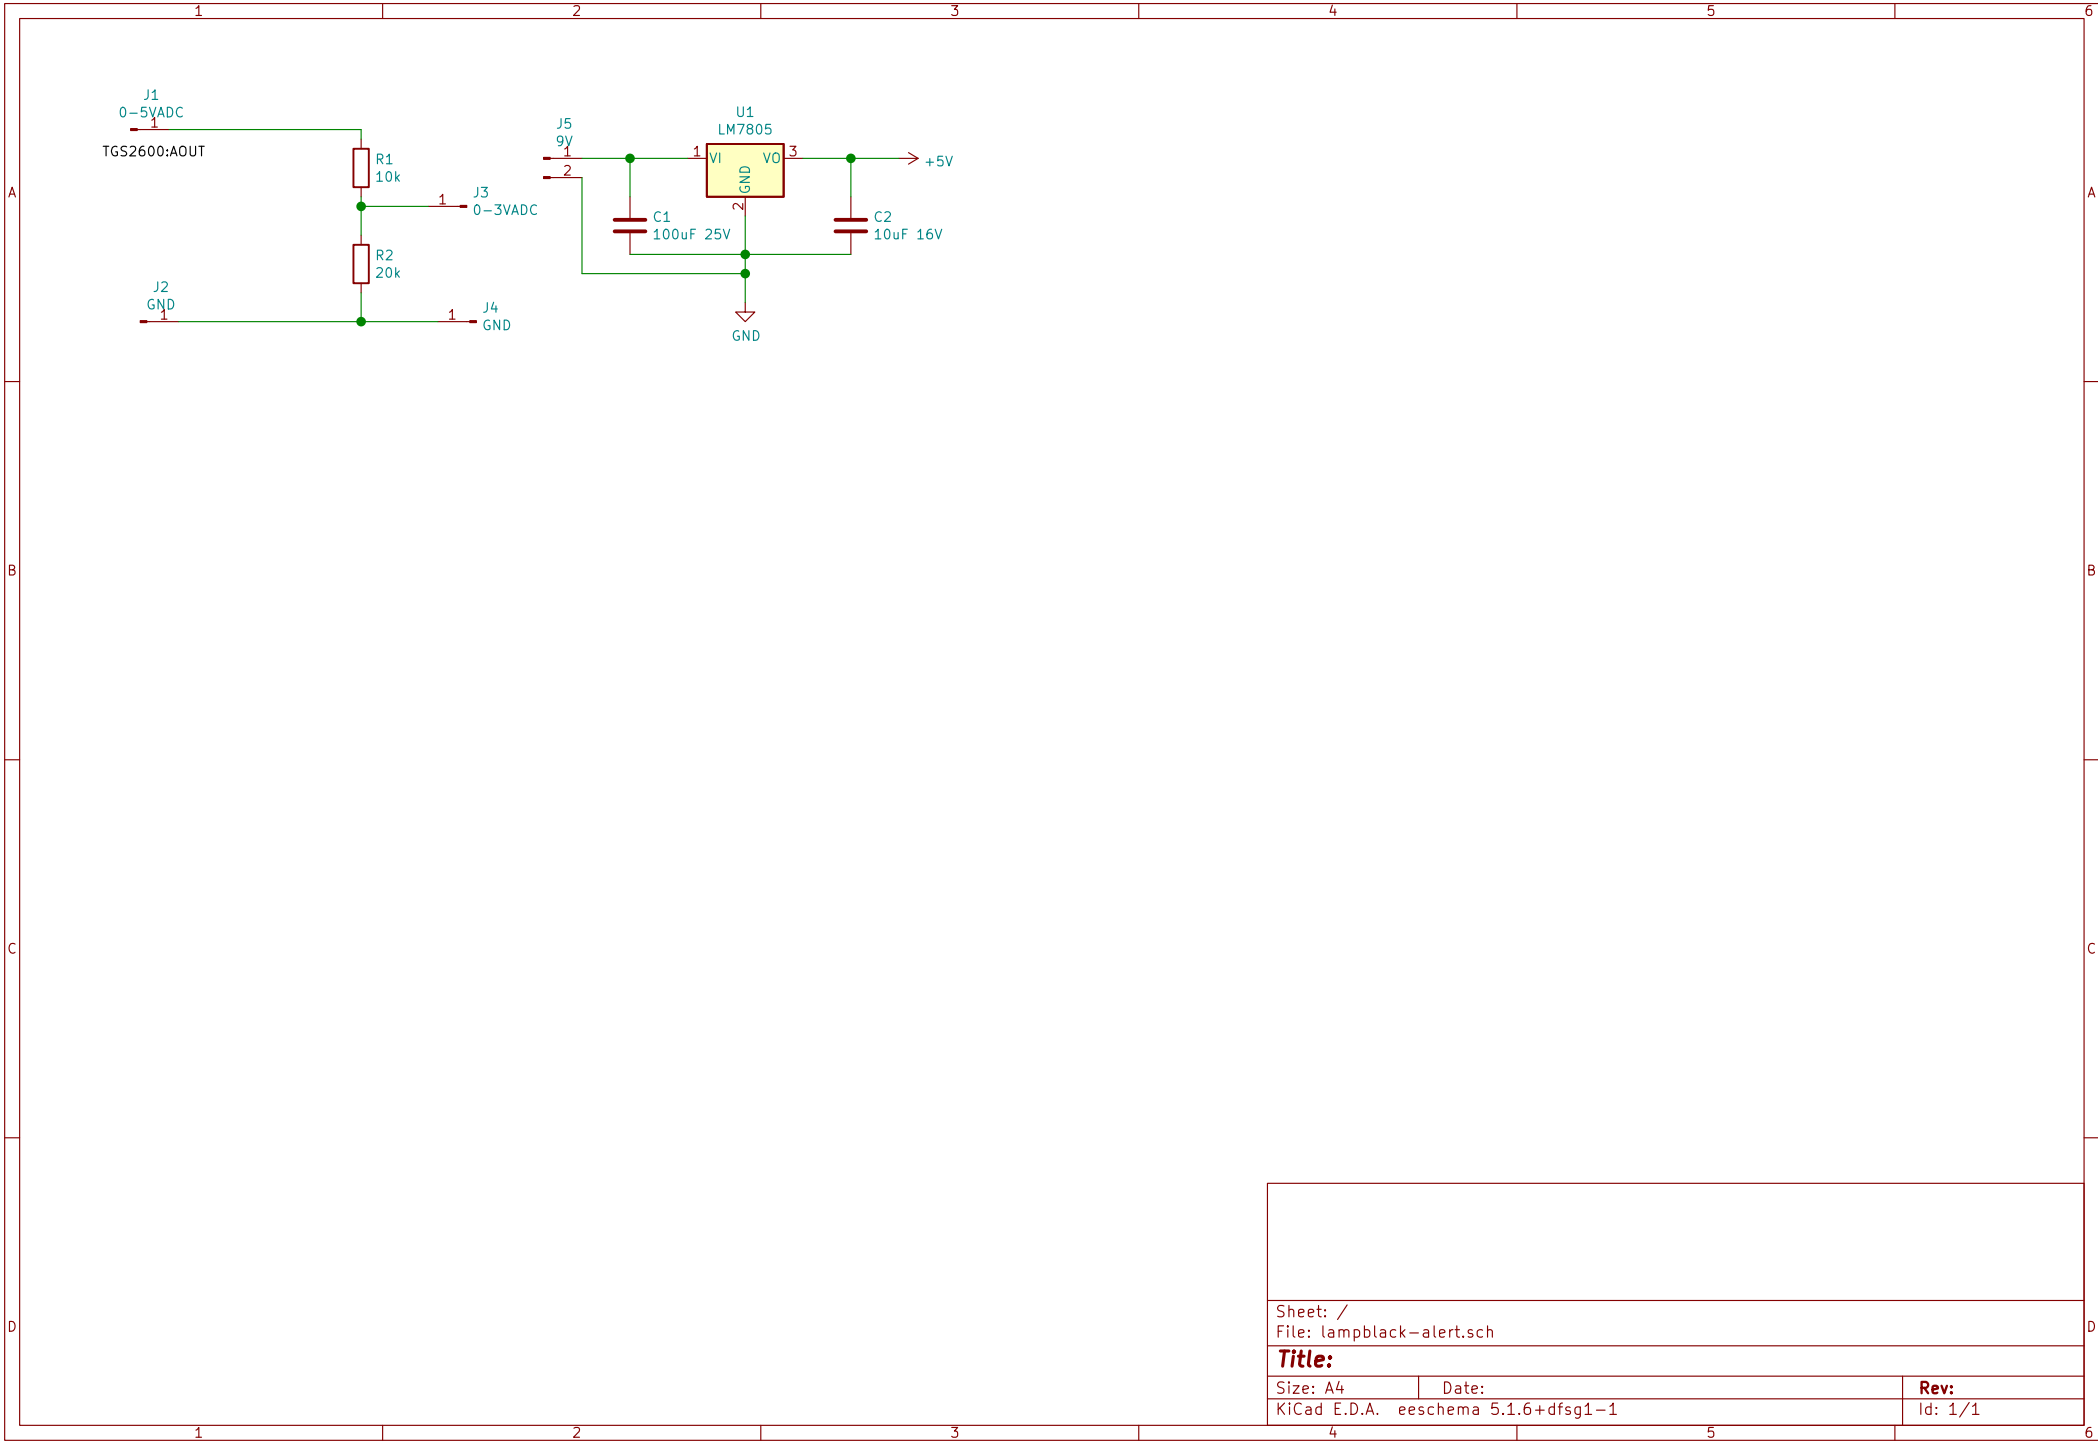 1 2 3 4 5 6
J1
0-5VADC
1
TGS2600:AOUT
R1
10k
1
J3
0-3VADC
R2
20k
J2
GND
1
1
J4
GND
J5
9V
1
2
U1
LM7805
1
VI
VO
3
GND
2
+5V
C1
100uF 25V
C2
10uF 16V
GND
A A
B B
C C
D D
Sheet: /
File: lampblack-alert.sch
Title:
Size: A4
Date:
Rev:
KiCad E.D.A. eeschema 5.1.6+dfsg1-1
Id: 1/1
1 2 3 4 5 6